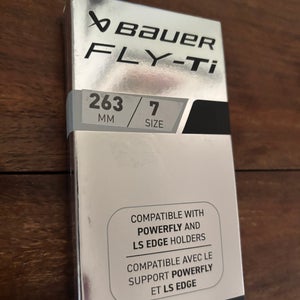 BAUER
FLY-Ti
263 / 7
MM SIZE
COMPATIBLE WITH
POWERFLY AND
LS EDGE HOLDERS
COMPATIBLE AVEC LE
SUPPORT POWERFLY
ET LS EDGE